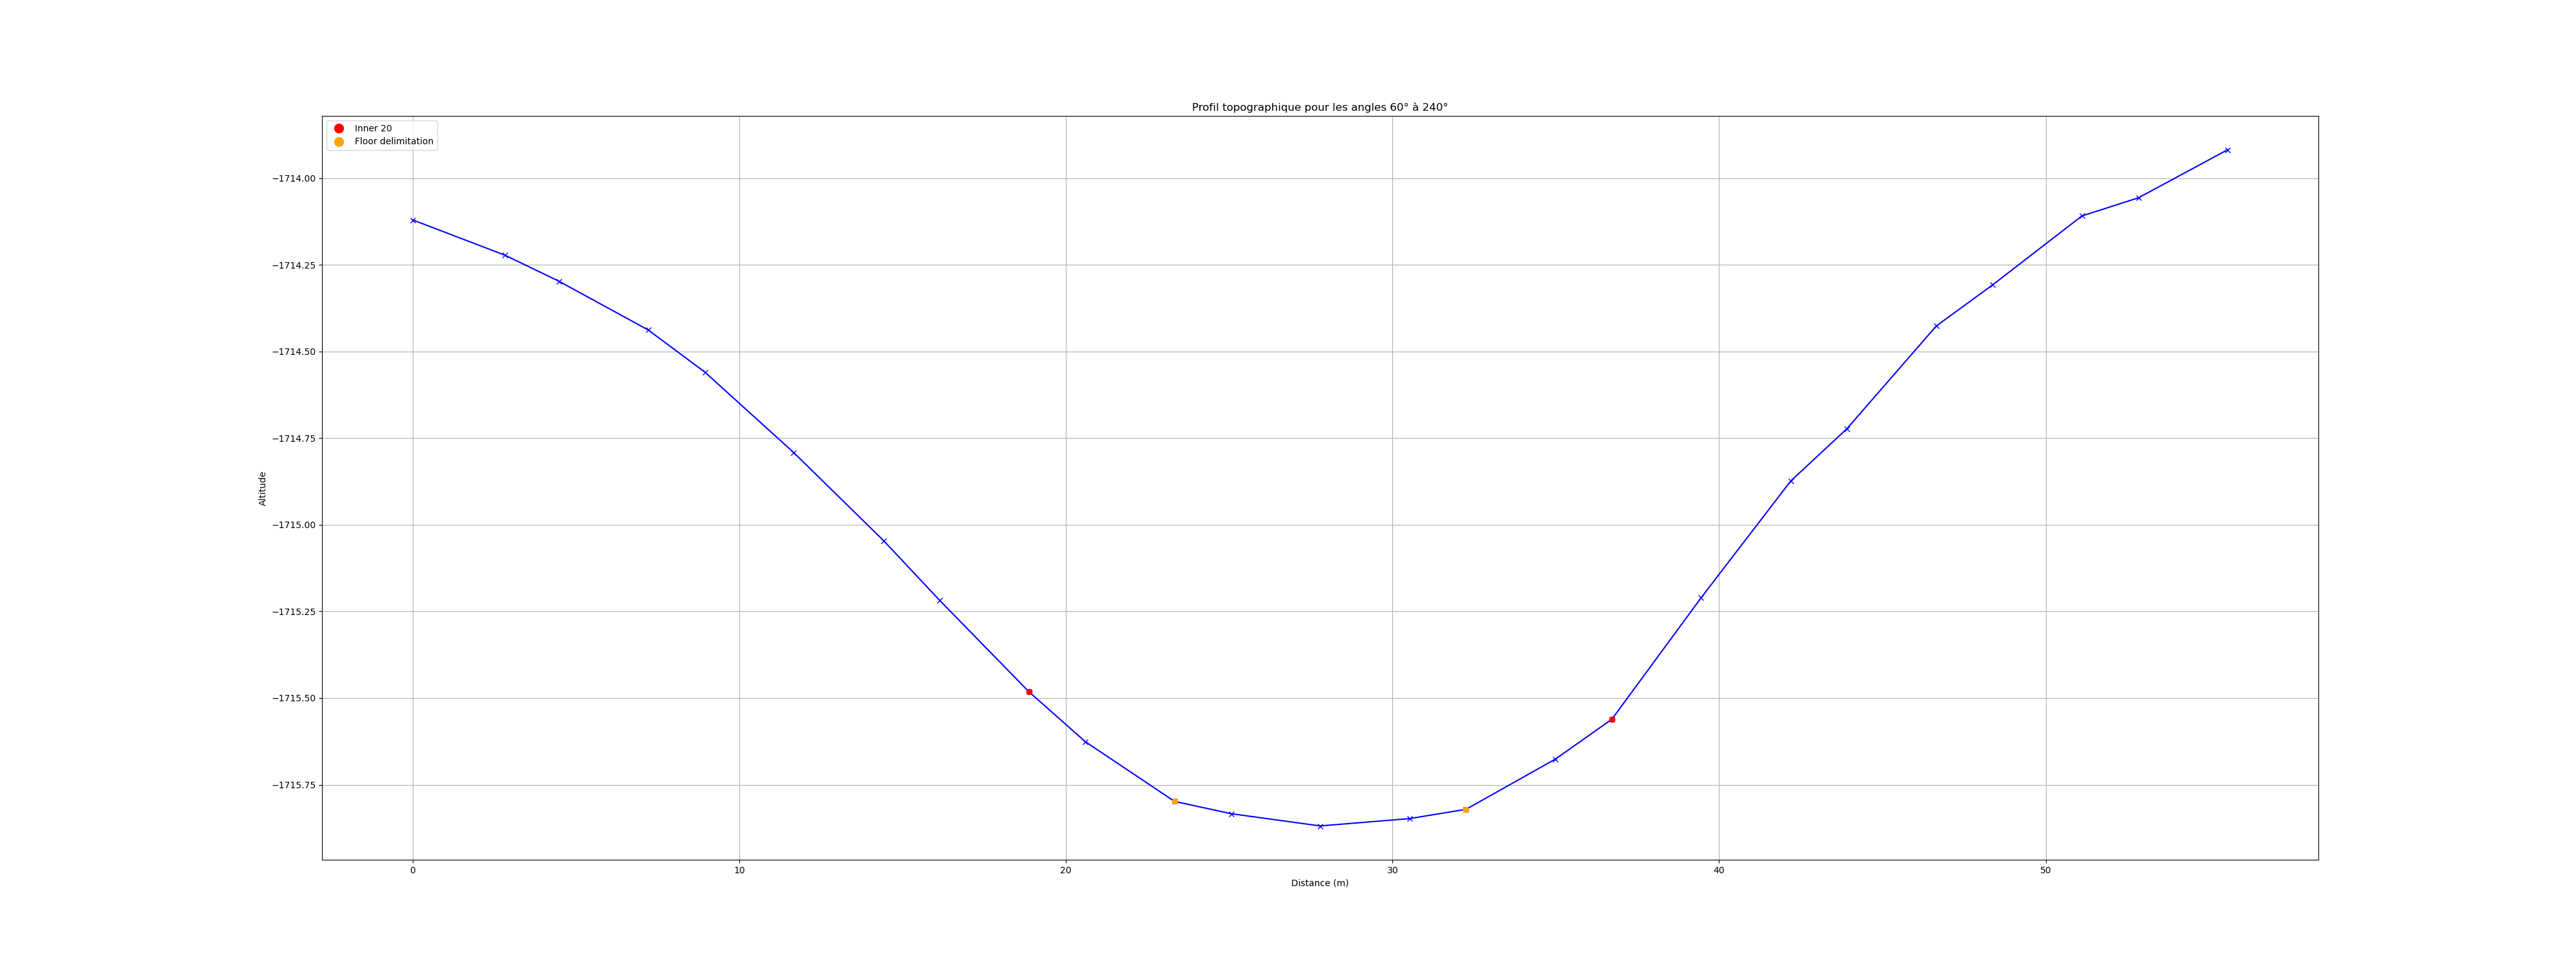 Profil topographique pour les angles 60° à 240°
Inner 20
Floor delimitation
−1714.00
−1714.25
−1714.50
−1714.75
−1715.00
−1715.25
−1715.50
−1715.75
Altitude
0 10 20 30 40 50
Distance (m)